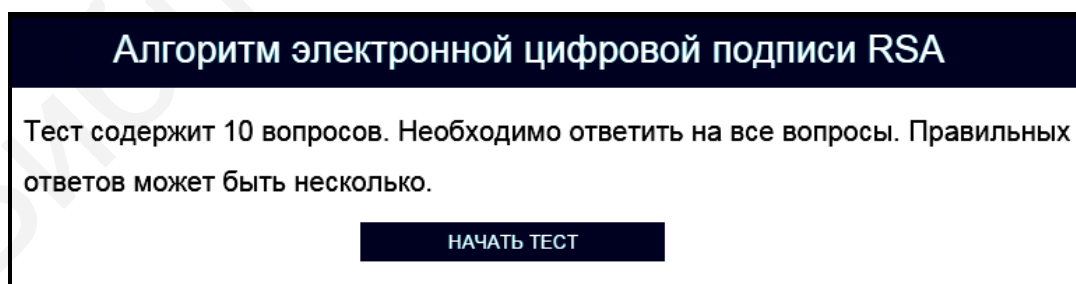 Алгоритм электронной цифровой подписи RSA
Тест содержит 10 вопросов. Необходимо ответить на все вопросы. Правильных
ответов может быть несколько.
НАЧАТЬ ТЕСТ